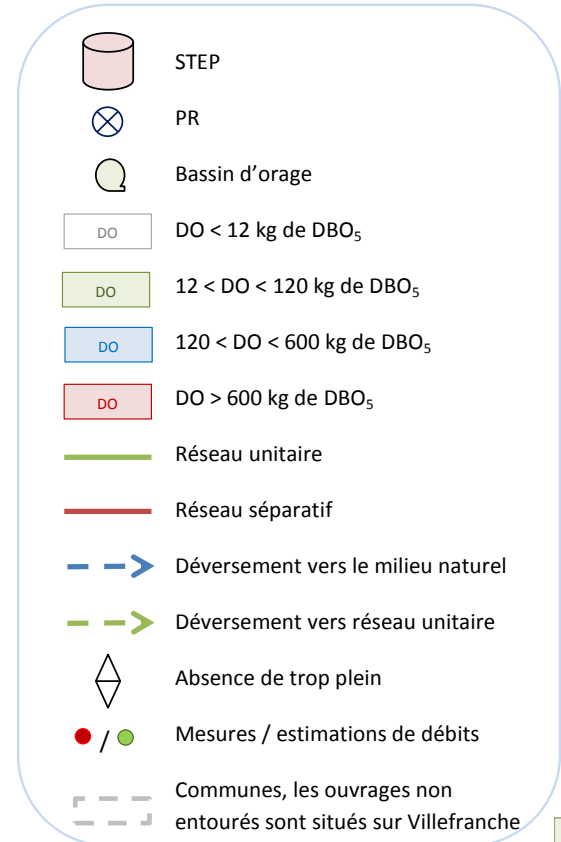 STEP
PR
Bassin d’orage
DO DO < 12 kg de DBO₅
DO 12 < DO < 120 kg de DBO₅
DO 120 < DO < 600 kg de DBO₅
DO DO > 600 kg de DBO₅
Réseau unitaire
Réseau séparatif
Déversement vers le milieu naturel
Déversement vers réseau unitaire
Absence de trop plein
/ Mesures / estimations de débits
Communes, les ouvrages non
entourés sont situés sur Villefranche